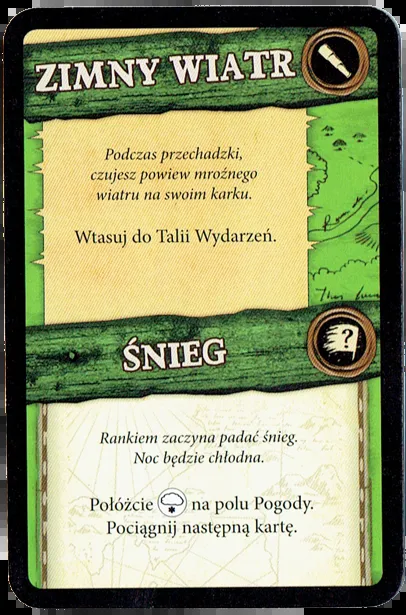 ZIMNY WIATR
Podczas przechadzki,
czujesz powiew mroźnego
wiatru na swoim karku.
Wtasuj do Talii Wydarzeń.
ŚNIEG
?
Rankiem zaczyna padać śnieg.
Noc będzie chłodna.
Połóżcie na polu Pogody.
Pociągnij następną kartę.